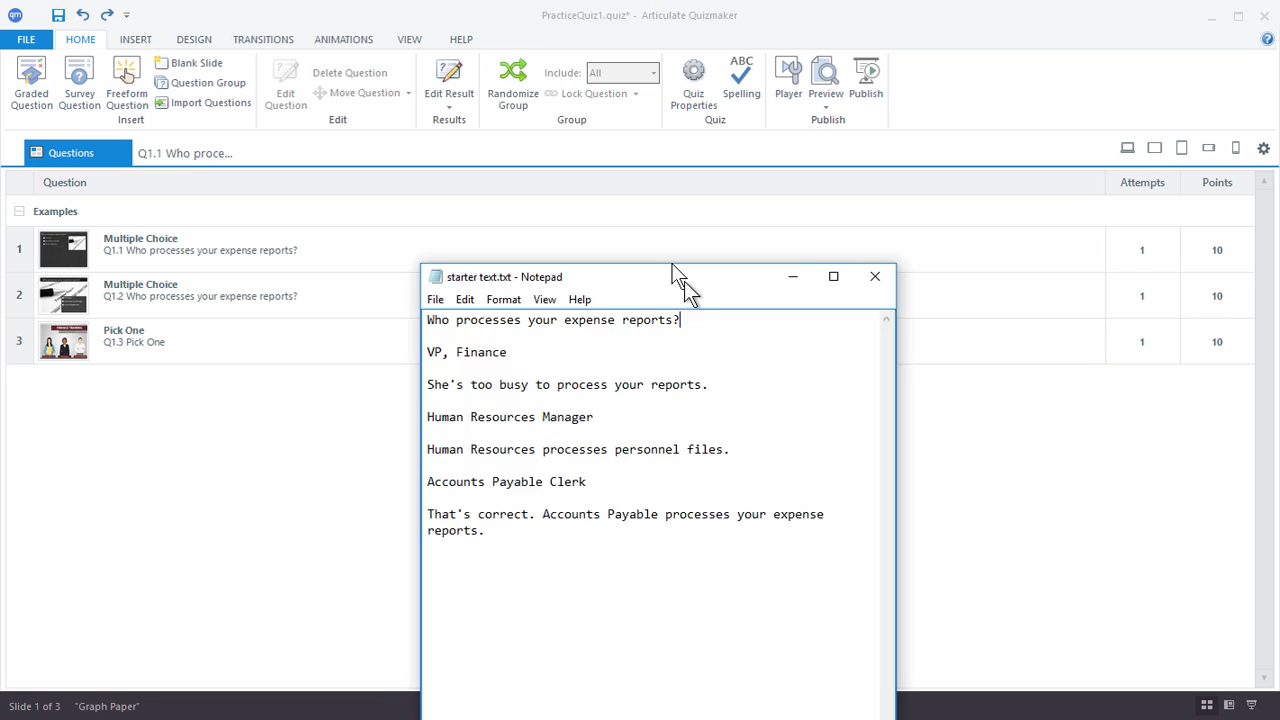 qm
PracticeQuiz1.quiz* - Articulate Quizmaker
FILE HOME INSERT DESIGN TRANSITIONS ANIMATIONS VIEW HELP
Graded Question
Survey Question
Freeform Question
Blank Slide
Question Group
Import Questions
Insert
Edit Question
Delete Question
Move Question
Edit
Edit Result
Results
Randomize Group
Include: All
Lock Question
Group
Quiz Properties
ABC
Spelling
Quiz
Player
Preview
Publish
Publish
Questions Q1.1 Who proce...
Question Attempts Points
Examples
1 Multiple Choice 1 10
Q1.1 Who processes your expense reports?
2 Multiple Choice 1 10
Q1.2 Who processes your expense reports?
3 Pick One 1 10
Q1.3 Pick One
FINANCE TRAINING
starter text.txt - Notepad
File Edit Format View Help
Who processes your expense reports?
VP, Finance
She's too busy to process your reports.
Human Resources Manager
Human Resources processes personnel files.
Accounts Payable Clerk
That's correct. Accounts Payable processes your expense
reports.
Slide 1 of 3 "Graph Paper"